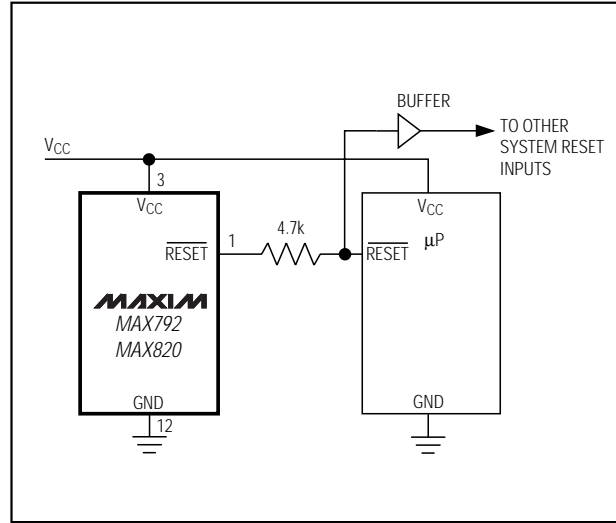 BUFFER
TO OTHER
SYSTEM RESET
INPUTS
VCC
3
VCC
VCC
RESET
1
4.7k
RESET
μP
MAXIM
MAX792
MAX820
GND
12
GND